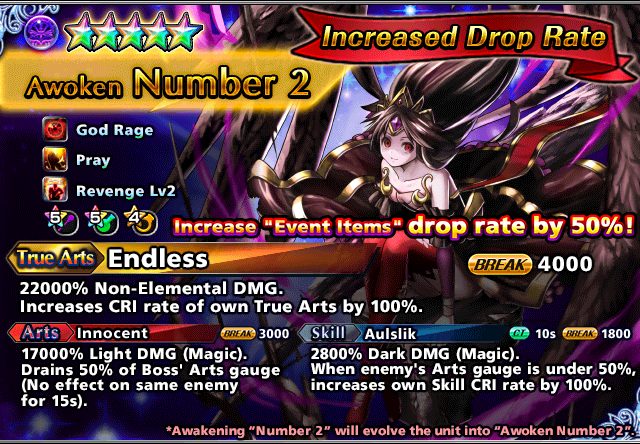 Increased Drop Rate
Awoken Number 2
God Rage
Pray
Revenge Lv2
5 5 4
Increase "Event Items" drop rate by 50%!
True Arts Endless BREAK 4000
22000% Non-Elemental DMG.
Increases CRI rate of own True Arts by 100%.
Arts Innocent BREAK 3000
17000% Light DMG (Magic).
Drains 50% of Boss' Arts gauge
(No effect on same enemy
for 15s).
Skill Aulslik CT 10s BREAK 1800
2800% Dark DMG (Magic).
When enemy's Arts gauge is under 50%,
increases own Skill CRI rate by 100%.
*Awakening "Number 2" will evolve the unit into "Awoken Number 2".